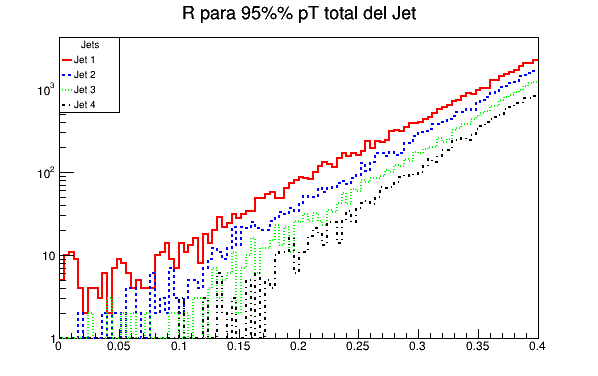 R para 95%% pT total del Jet
Jets
Jet 1
Jet 2
Jet 3
Jet 4
10³
10²
10
1
0 0.05 0.1 0.15 0.2 0.25 0.3 0.35 0.4